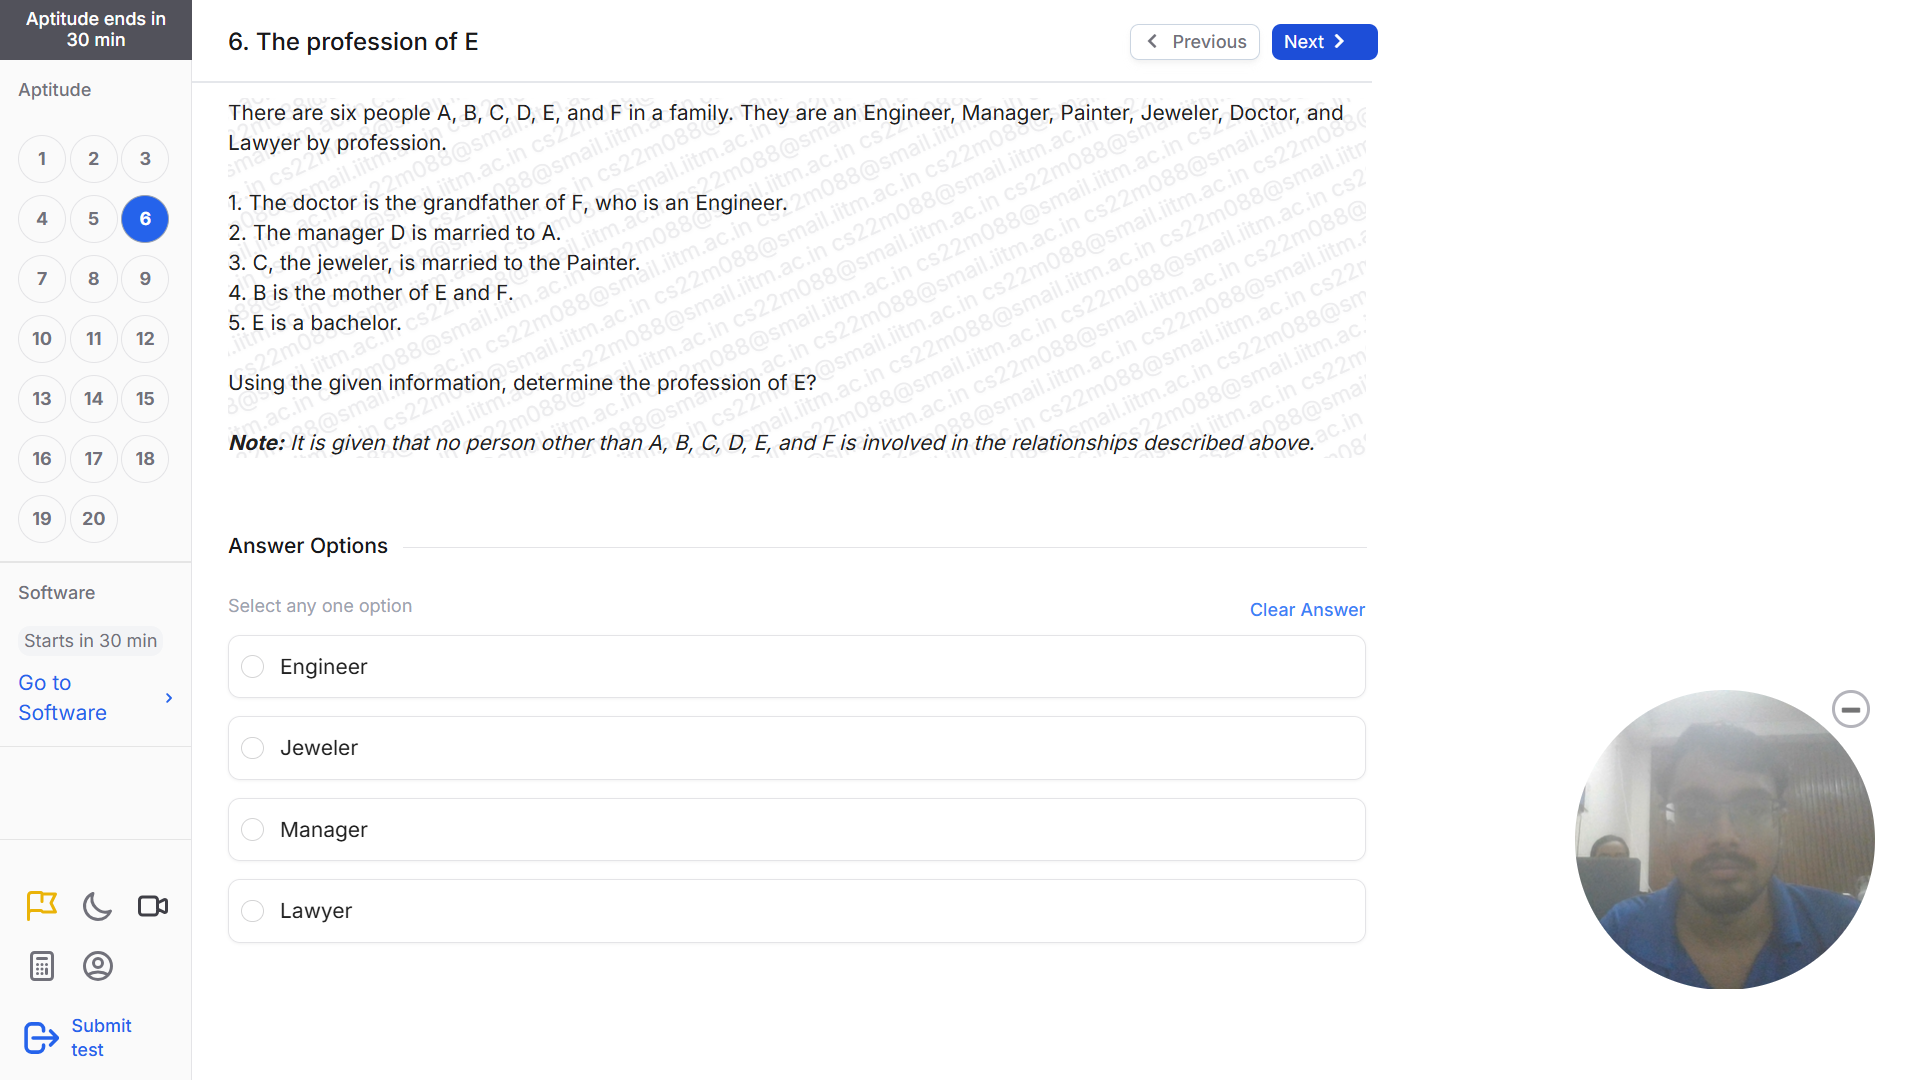 Aptitude ends in
30 min
Aptitude
1 2 3
4 5 6
7 8 9
10 11 12
13 14 15
16 17 18
19 20
Software
Starts in 30 min
Go to
Software
Submit
test
6. The profession of E
Previous
Next
There are six people A, B, C, D, E, and F in a family. They are an Engineer, Manager, Painter, Jeweler, Doctor, and
Lawyer by profession.
1. The doctor is the grandfather of F, who is an Engineer.
2. The manager D is married to A.
3. C, the jeweler, is married to the Painter.
4. B is the mother of E and F.
5. E is a bachelor.
Using the given information, determine the profession of E?
Note: It is given that no person other than A, B, C, D, E, and F is involved in the relationships described above.
cs22m088@smail.iitm.ac.in
Answer Options
Select any one option
Clear Answer
Engineer
Jeweler
Manager
Lawyer